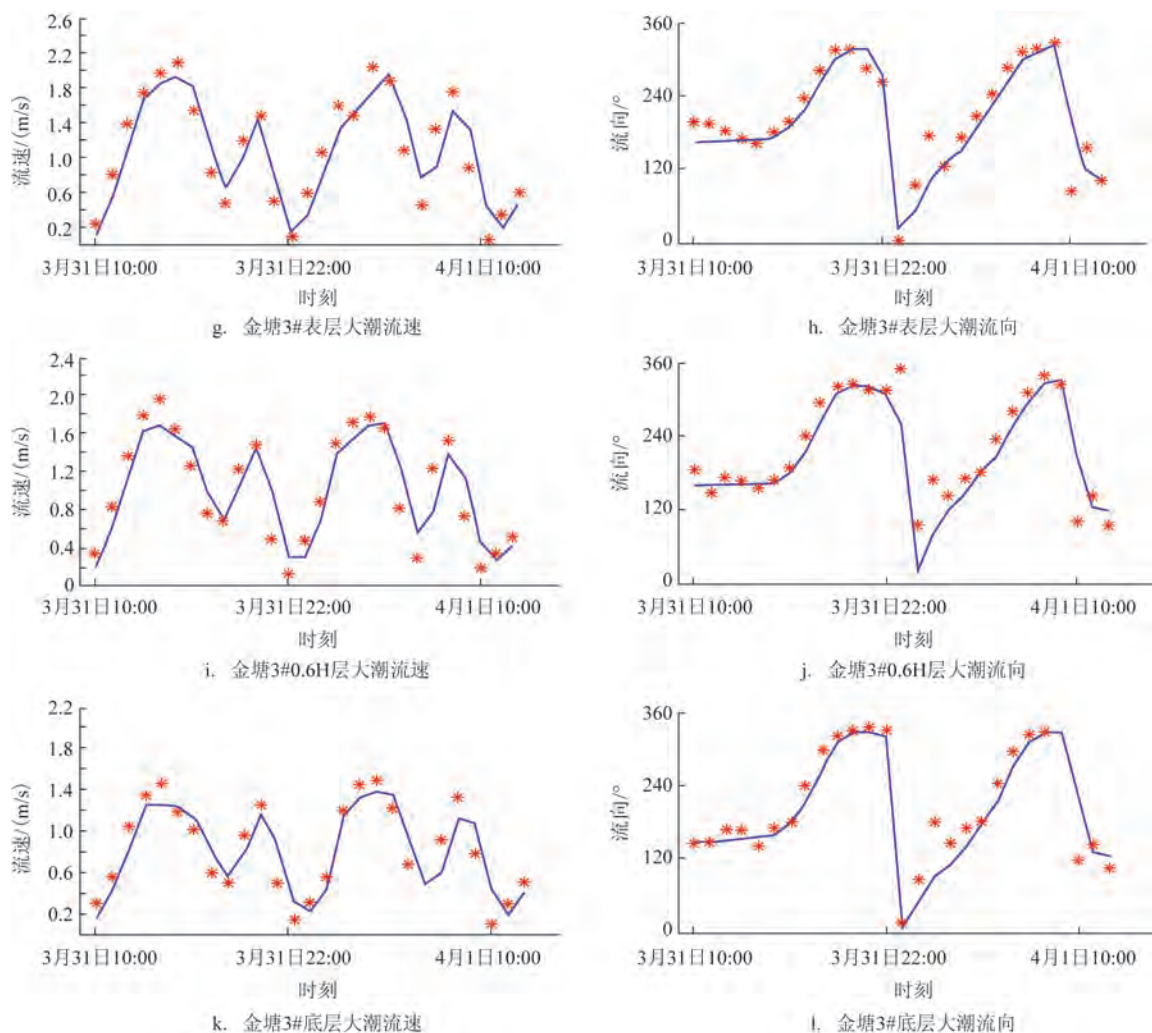 2.6
2.2
1.8
1.4
1.0
0.6
0.2
流速/(m/s)
3月31日10:00 3月31日22:00 4月1日10:00
时刻
g. 金塘3#表层大潮流速
360
240
120
0
流向/°
3月31日10:00 3月31日22:00 4月1日10:00
时刻
h. 金塘3#表层大潮流向
2.4
2.0
1.6
1.2
0.8
0.4
0
流速/(m/s)
3月31日10:00 3月31日22:00 4月1日10:00
时刻
i. 金塘3#0.6H层大潮流速
360
240
120
0
流向/°
3月31日10:00 3月31日22:00 4月1日10:00
时刻
j. 金塘3#0.6H层大潮流向
2.2
1.8
1.4
1.0
0.6
0.2
流速/(m/s)
3月31日10:00 3月31日22:00 4月1日10:00
时刻
k. 金塘3#底层大潮流速
360
240
120
0
流向/°
3月31日10:00 3月31日22:00 4月1日10:00
时刻
l. 金塘3#底层大潮流向